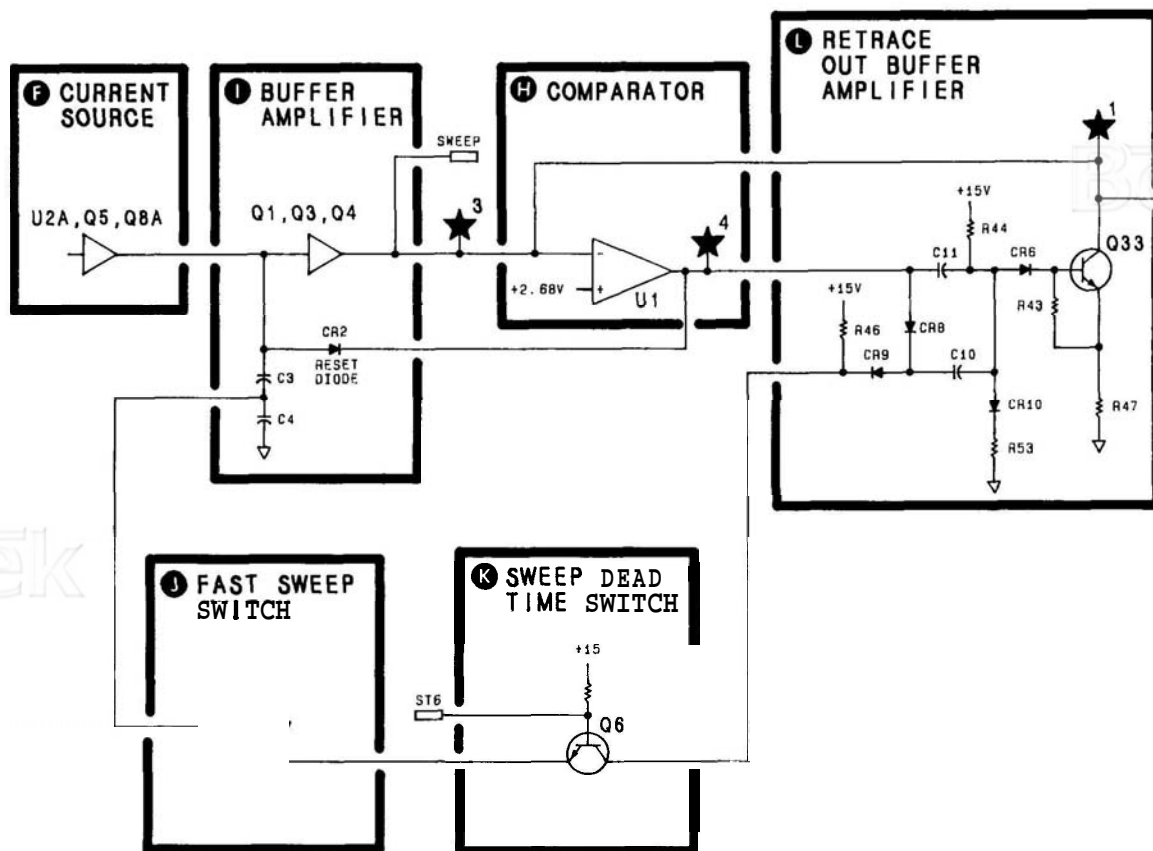 L RETRACE
OUT BUFFER
AMPLIFIER
F CURRENT
SOURCE
I BUFFER
AMPLIFIER
H COMPARATOR
SWEEP
1
U2A, Q5, Q8A
Q1, Q3, Q4
3
4
+15V
R44
Q33
C11
CR6
+2.68V
U1
+15V
R43
R46
CR8
CR2
RESET
DIODE
CR9
C10
C3
CR10
R47
C4
R53
J FAST SWEEP
SWITCH
K SWEEP DEAD
TIME SWITCH
+15
ST6
Q6
ek